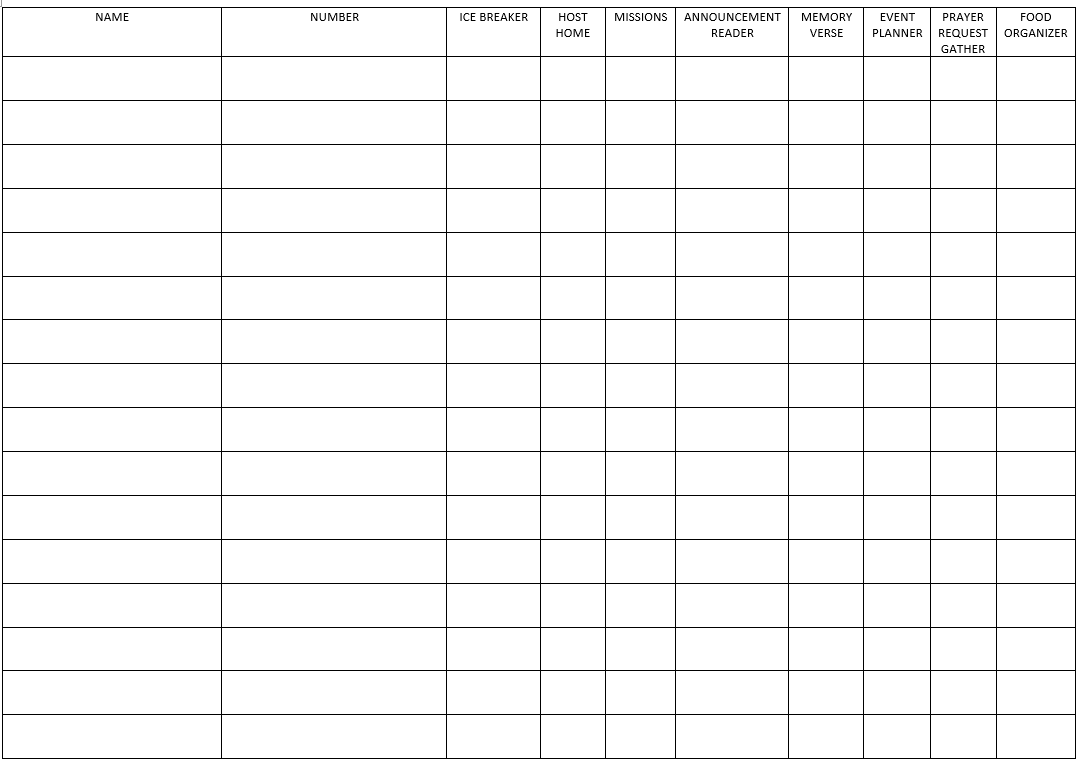 NAME
NUMBER
ICE BREAKER
HOST
HOME
MISSIONS
ANNOUNCEMENT
READER
MEMORY
VERSE
EVENT
PLANNER
PRAYER
REQUEST
GATHER
FOOD
ORGANIZER